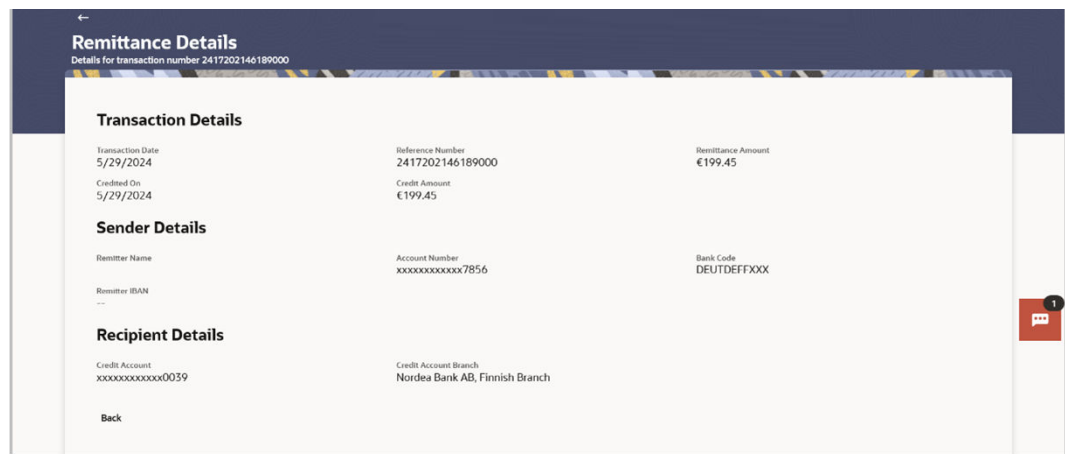 Remittance Details
Details for transaction number 2417202146189000
Transaction Details
Transaction Date
5/29/2024
Reference Number
2417202146189000
Remittance Amount
€199.45
Credited On
5/29/2024
Credit Amount
€199.45
Sender Details
Remitter Name
Account Number
xxxxxxxxxxxx7856
Bank Code
DEUTDEFFXXX
Remitter IBAN
---
Recipient Details
Credit Account
xxxxxxxxxxxx0039
Credit Account Branch
Nordea Bank AB, Finnish Branch
Back
1